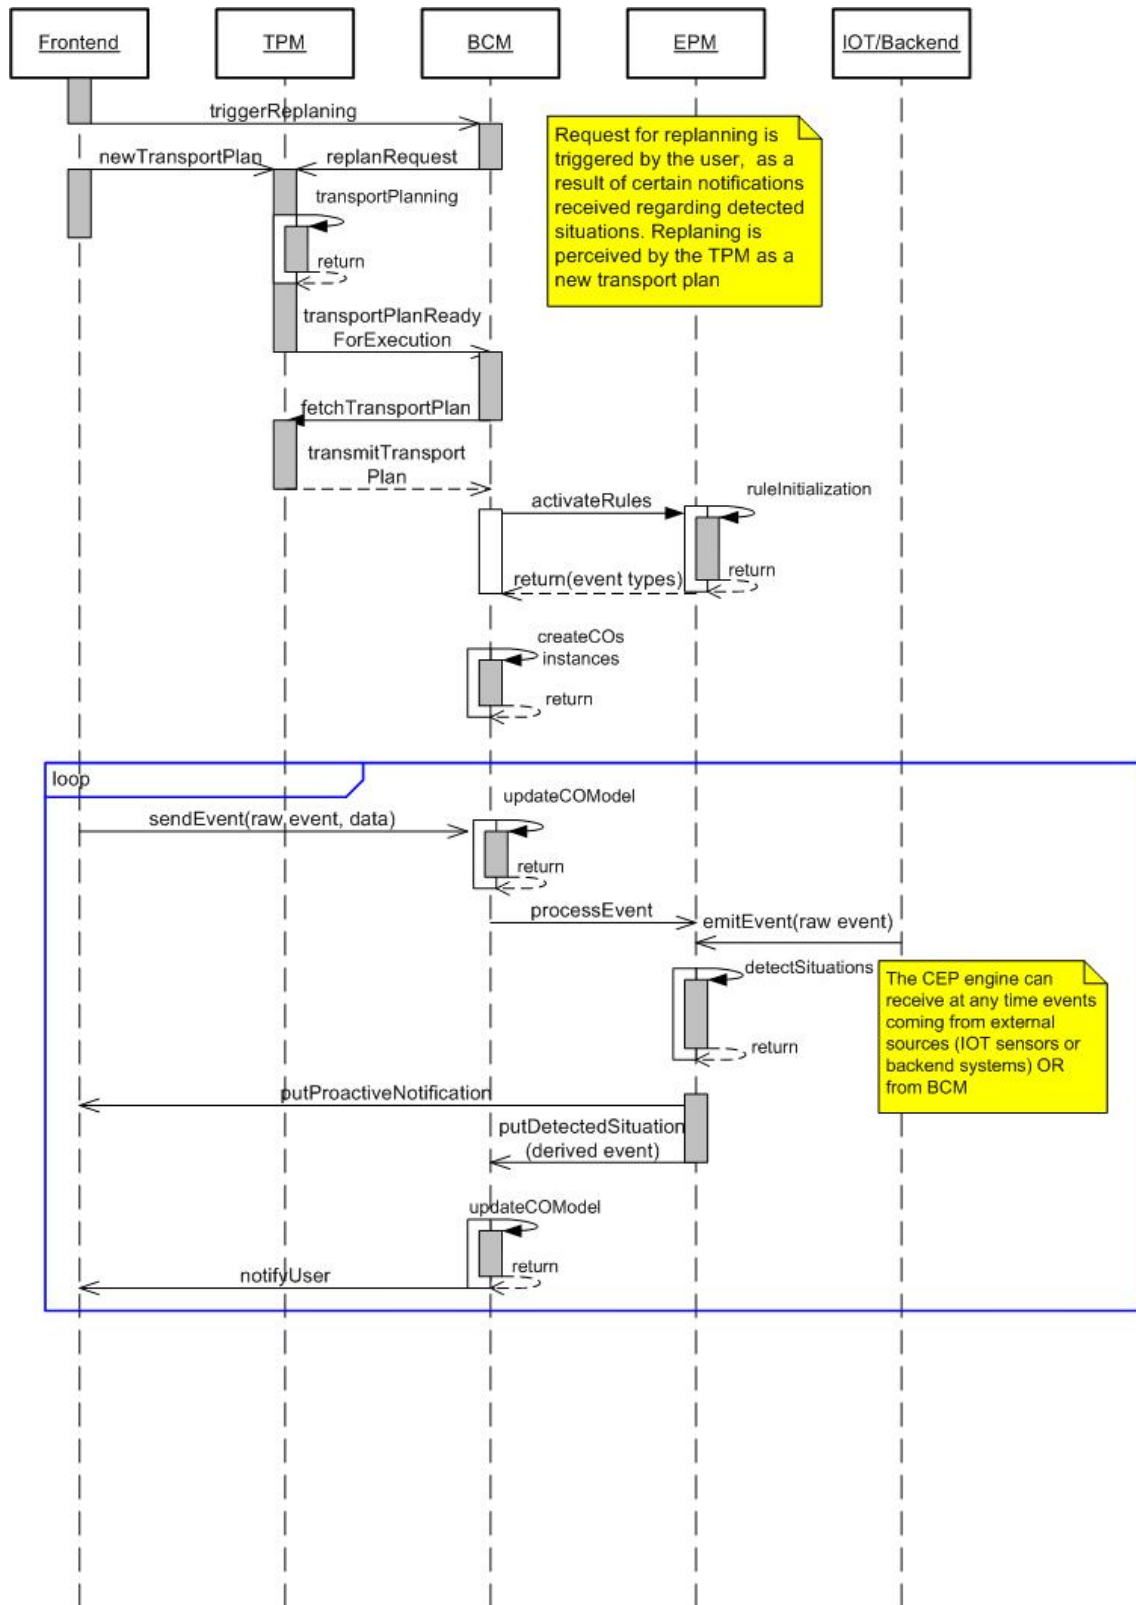 Frontend
TPM
BCM
EPM
IOT/Backend
triggerReplaning
newTransportPlan
replanRequest
transportPlanning
return
Request for replanning is
triggered by the user, as a
result of certain notifications
received regarding detected
situations. Replaning is
perceived by the TPM as a
new transport plan
transportPlanReady
ForExecution
fetchTransportPlan
transmitTransport
Plan
activateRules
ruleInitialization
return
return(event types)
createCOs
instances
return
loop
updateCOModel
sendEvent(raw event, data)
return
processEvent
emitEvent(raw event)
detectSituations
return
The CEP engine can
receive at any time events
coming from external
sources (IOT sensors or
backend systems) OR
from BCM
putProactiveNotification
putDetectedSituation
(derived event)
updateCOModel
return
notifyUser